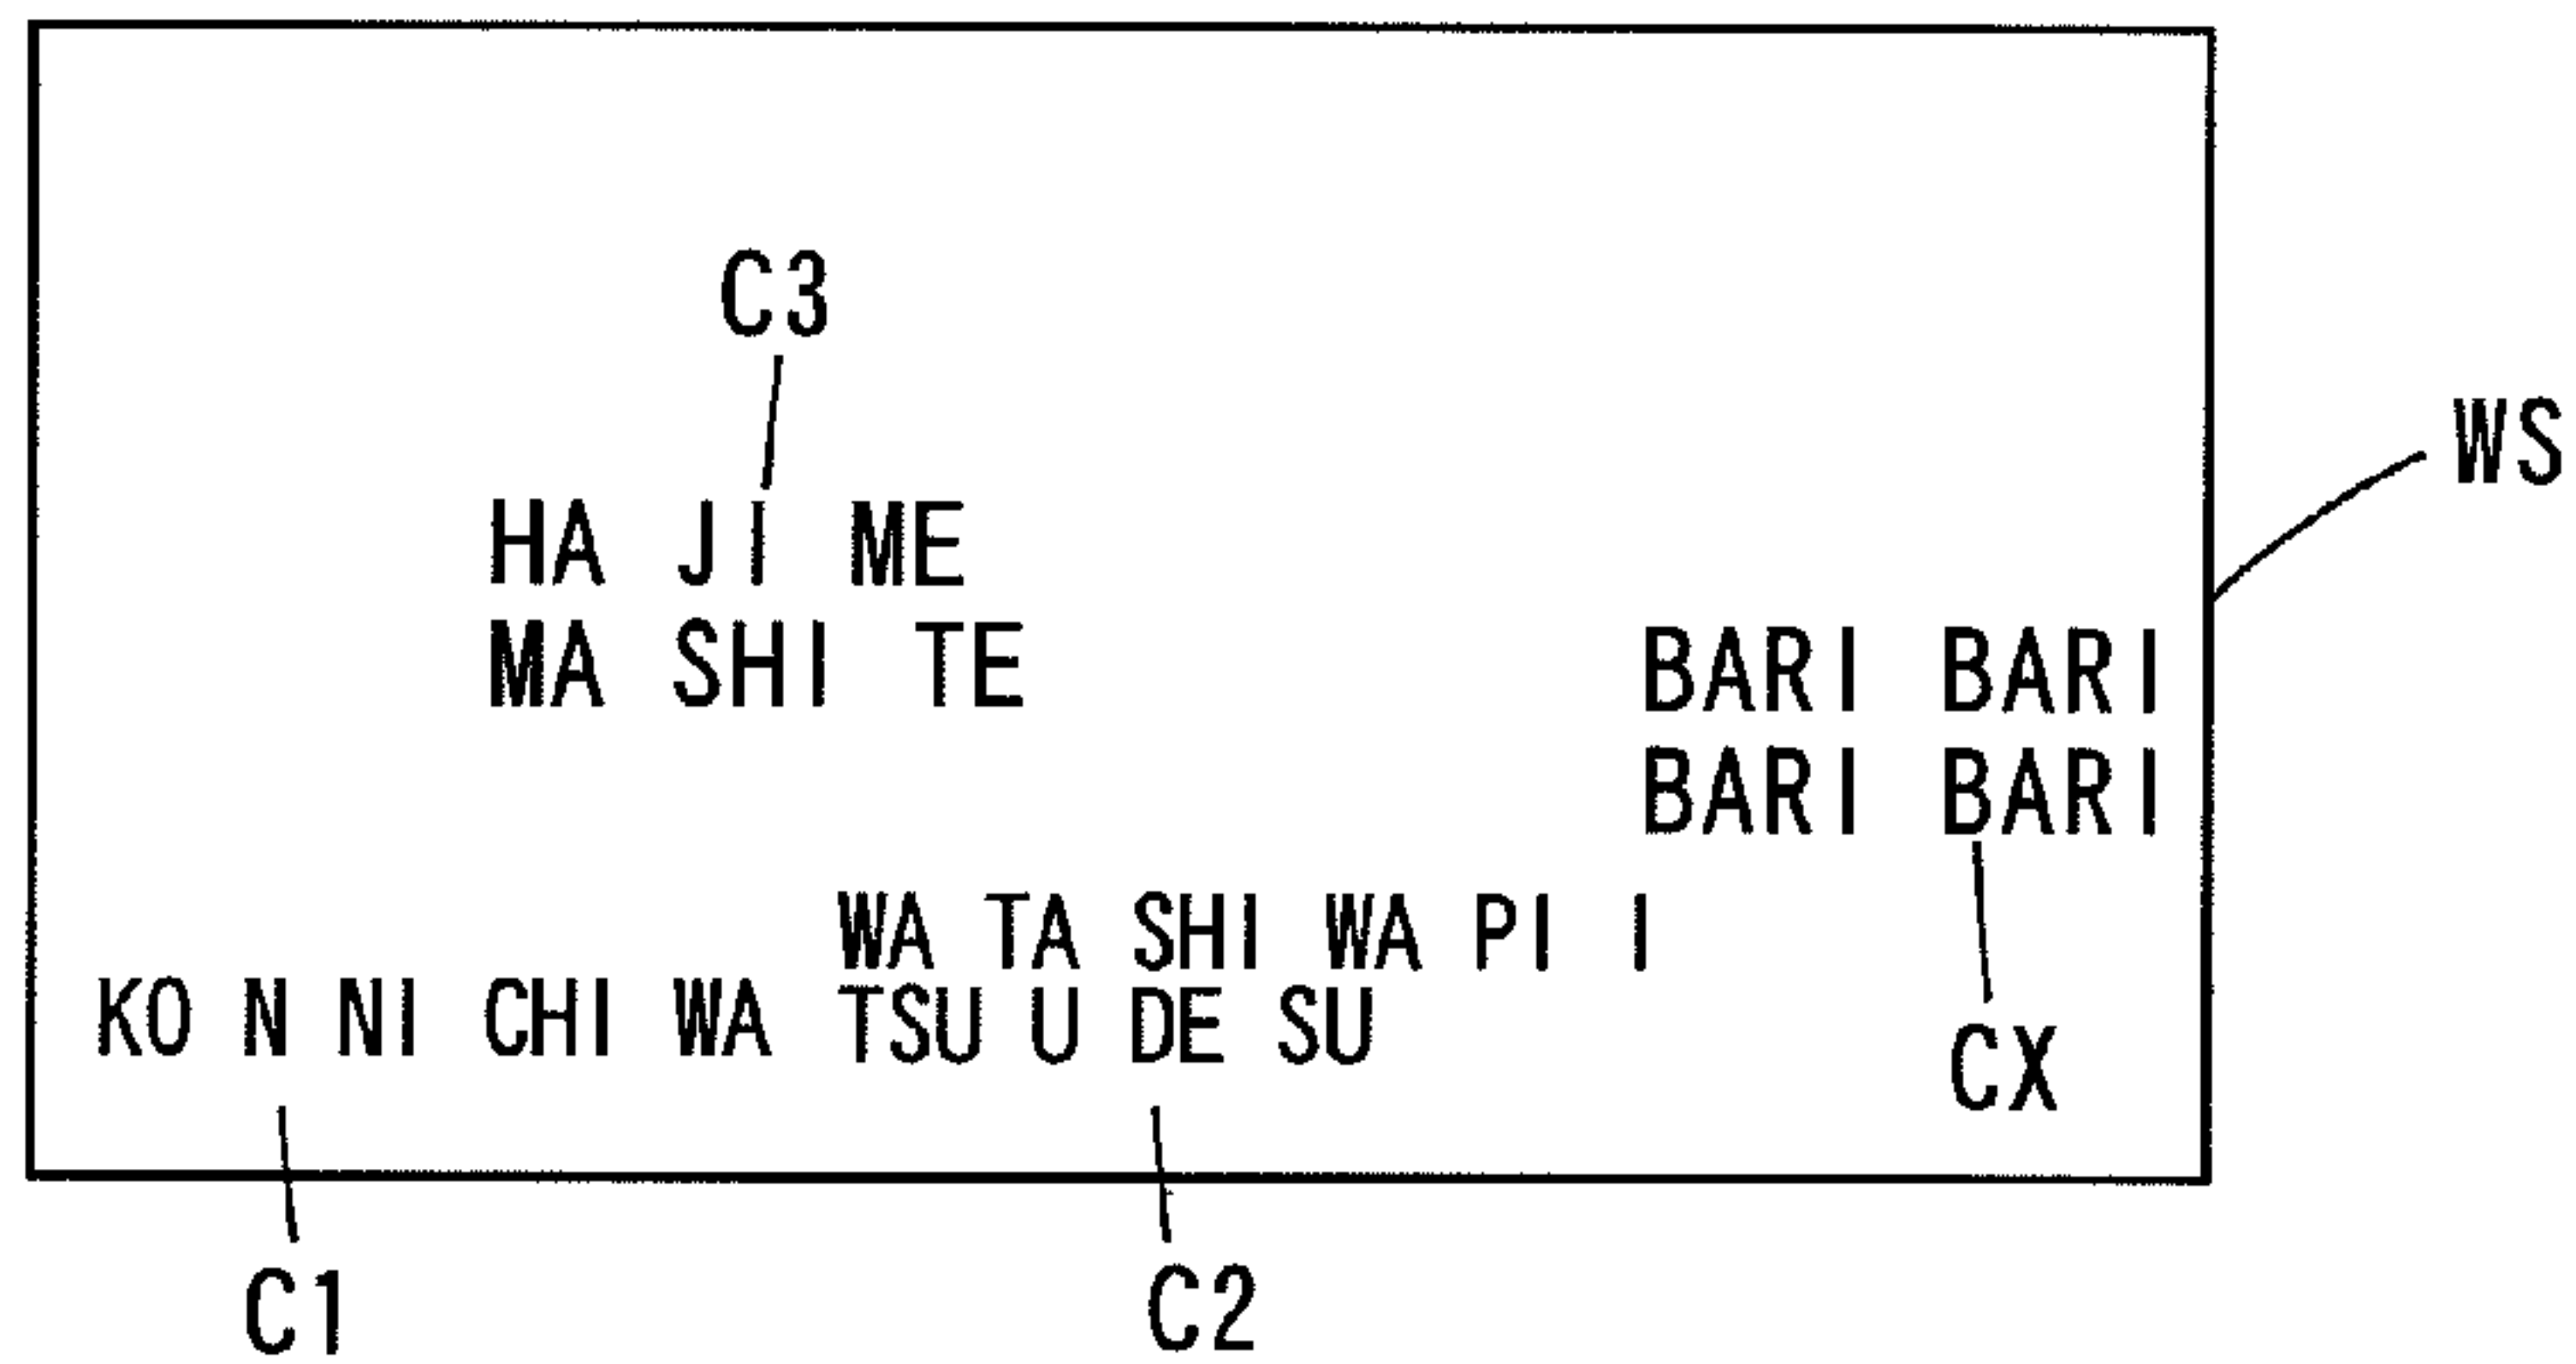 C3
WS
HA JI ME
MA SHI TE
BARI BARI
BARI BARI
WA TA SHI WA PI I
TSU U DE SU
KO N NI CHI WA
CX
C1
C2